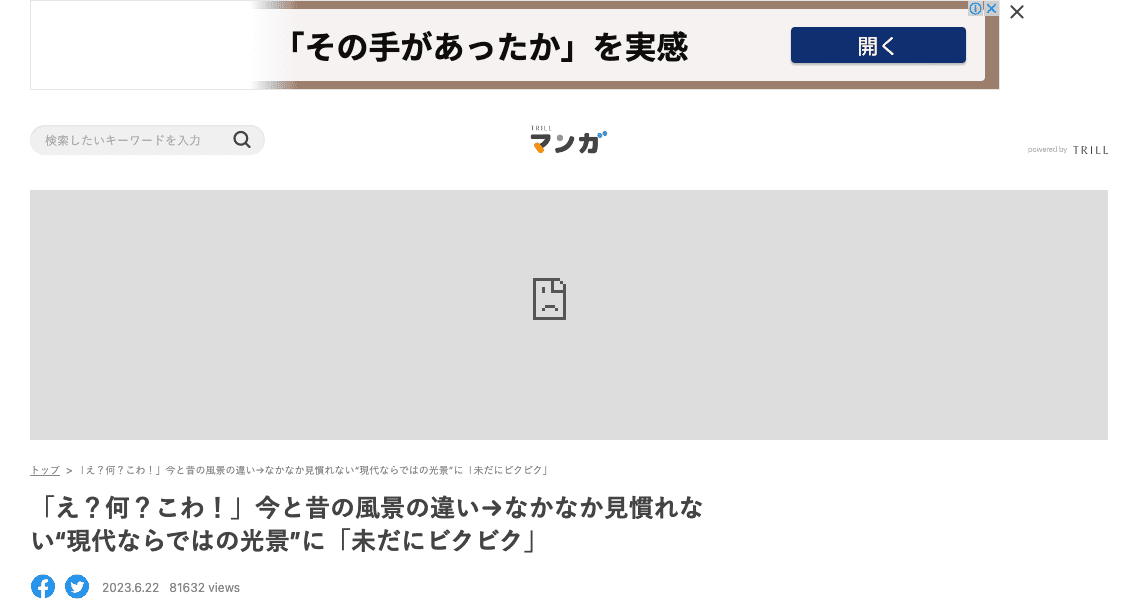 「その手があったか」を実感
開く
検索したいキーワードを入力
TRILL
マンガ
powered by TRILL
トップ > 「え？何？こわ！」今と昔の風景の違い→なかなか見慣れない“現代ならではの光景”に「未だにビクビク」
「え？何？こわ！」今と昔の風景の違い→なかなか見慣れな
い“現代ならではの光景”に「未だにビクビク」
2023.6.22 81632 views